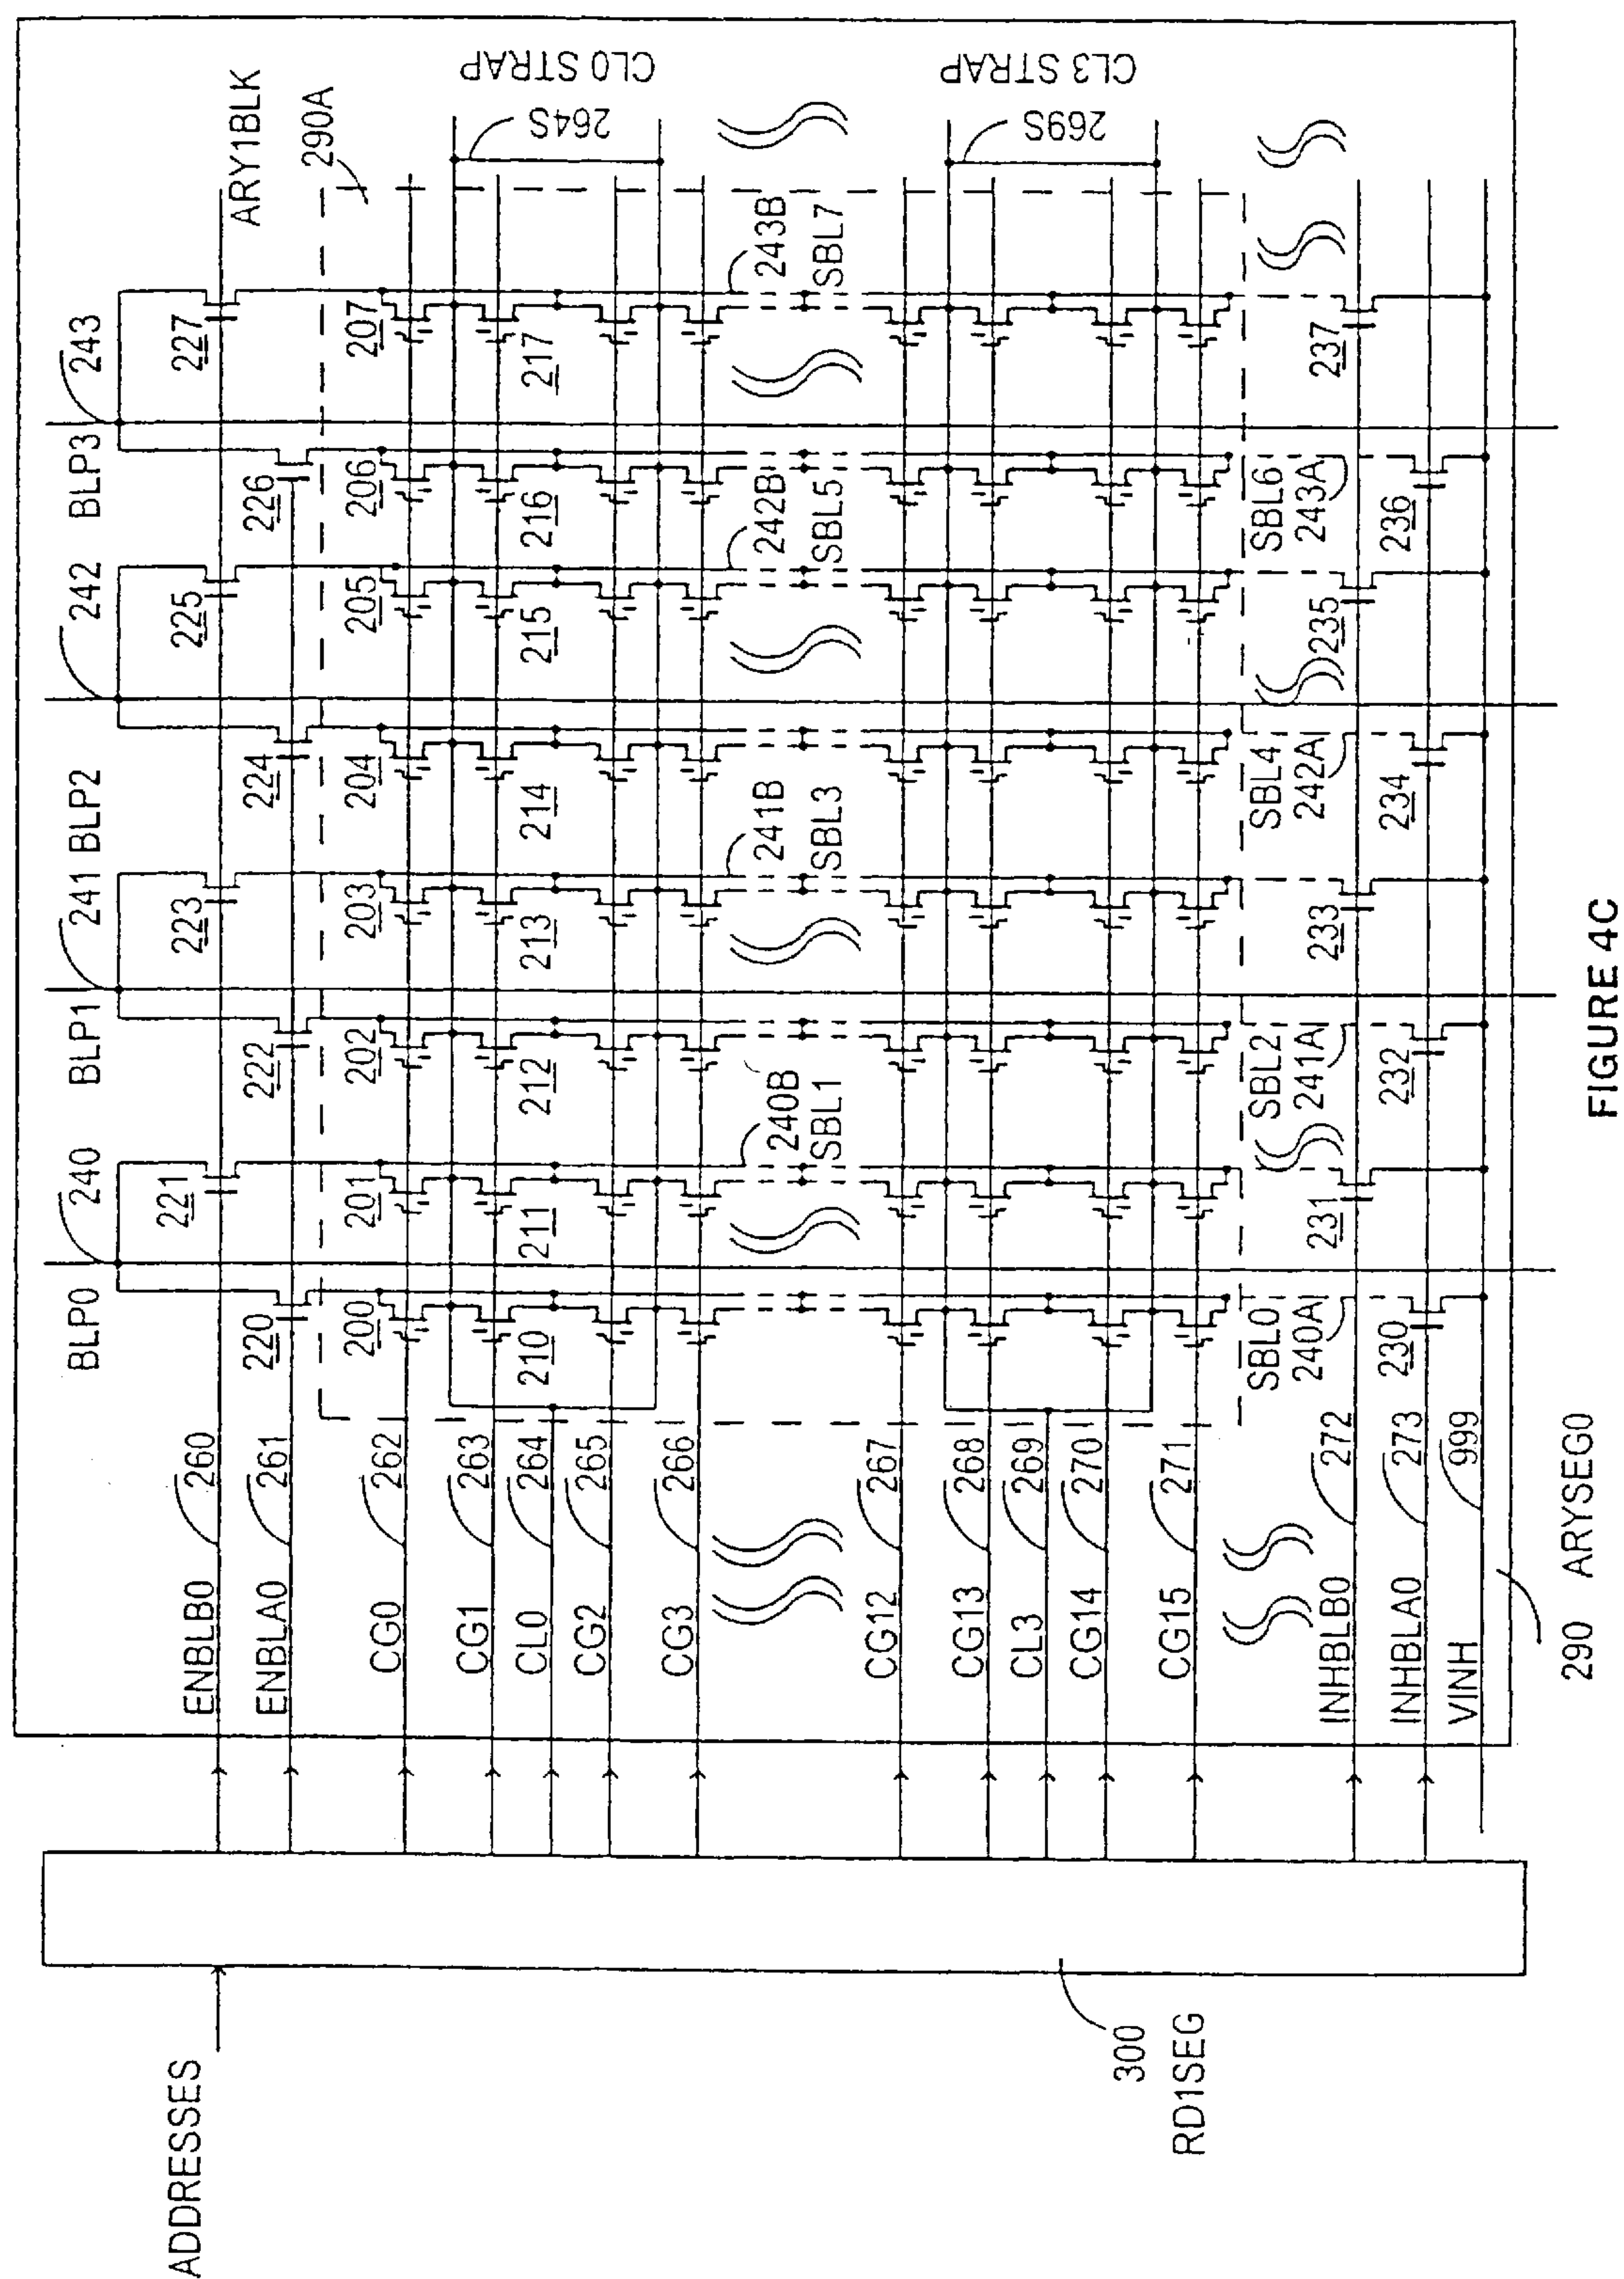 ADDRESSES
300
RD1SEG
290 ARYSEG0
ENBLB0
260
ENBLA0
261
CG0
262
CG1
263
CL0
264
CG2
265
CG3
266
CG12
267
CG13
268
CL3
269
CG14
270
CG15
271
INHBLB0
272
INHBLA0
273
VINH
999
BLP0
240
BLP1
241
BLP2
242
BLP3
243
220
221
222
223
224
225
226
227
200
201
202
203
204
205
206
207
210
211
212
213
214
215
216
217
240B
SBL1
241B
SBL3
242B
SBL5
243B
SBL7
SBL0
240A
SBL2
241A
SBL4
242A
SBL6
243A
230
231
232
233
234
235
236
237
ARY1BLK
290A
CL0 STRAP
264S
CL3 STRAP
269S
FIGURE 4C